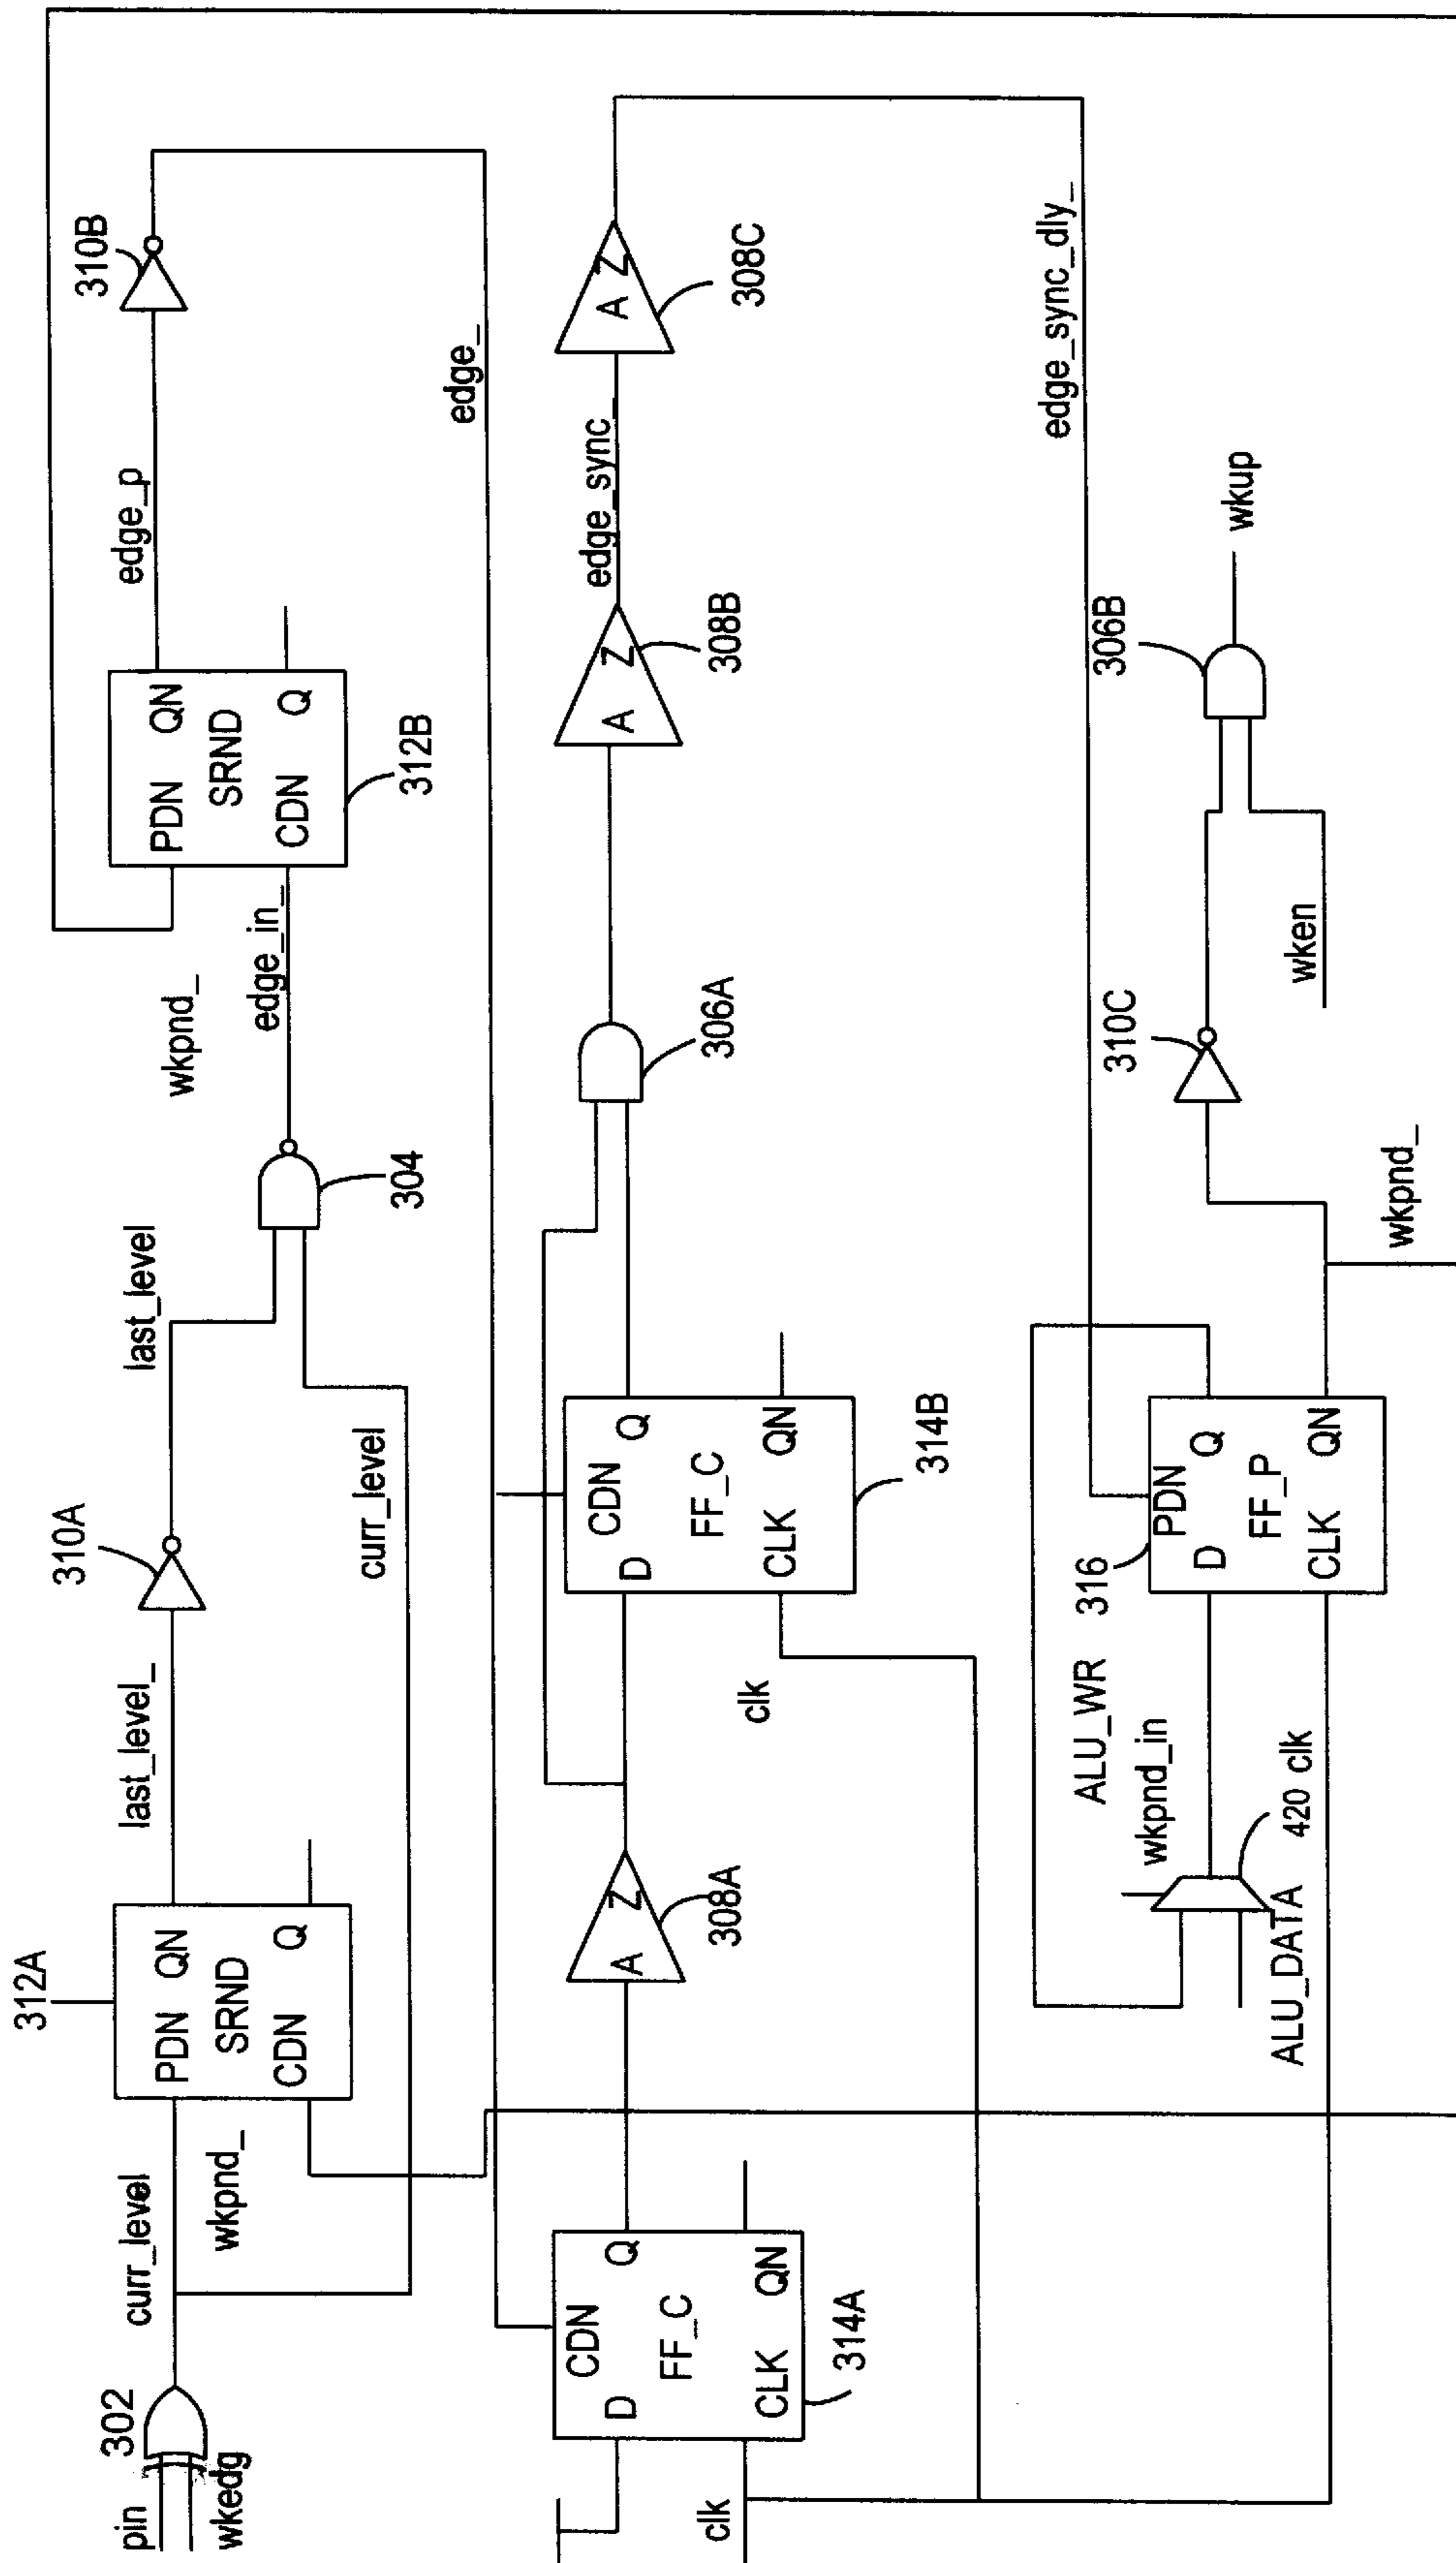 pin
wkedg
302
curr_level
wkpnd_
312A
PDN QN
SRND
CDN Q
last_level_
310A
last_level
curr_level
304
wkpnd_
edge_in_
PDN QN
SRND
CDN Q
312B
edge_p
310B
edge_
clk
CDN
D Q
FF_C
CLK QN
314A
A Z
308A
clk
CDN
D Q
FF_C
CLK QN
314B
306A
A Z
308B
edge_sync_
A Z
308C
edge_sync_dly_
ALU_DATA
420
clk
wkpnd_in
ALU_WR
316
PDN
D Q
FF_P
CLK QN
wkpnd_
310C
wken
306B
wkup